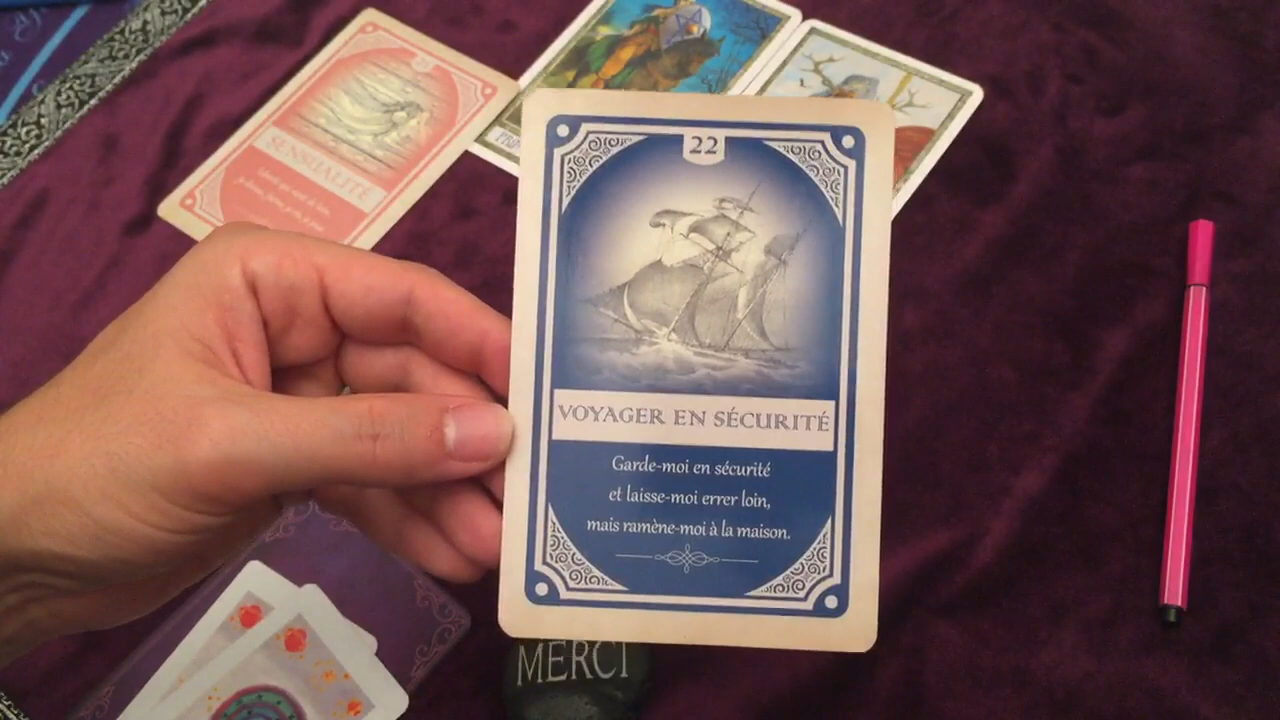 22
VOYAGER EN SÉCURITÉ
Garde-moi en sécurité
et laisse-moi errer loin,
mais ramène-moi à la maison.
SENSUALITÉ
MERCI